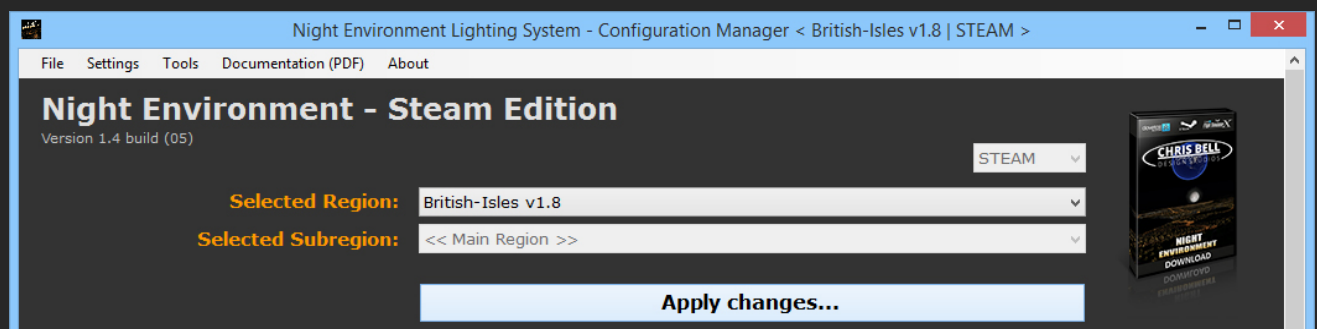 Night Environment Lighting System - Configuration Manager < British-Isles v1.8 | STEAM >
File Settings Tools Documentation (PDF) About
Night Environment - Steam Edition
Version 1.4 build (05)
STEAM
Selected Region: British-Isles v1.8
Selected Subregion: << Main Region >>
Apply changes...
CHRIS BELL
DESIGN STUDIOS
NIGHT
ENVIRONMENT
DOWNLOAD